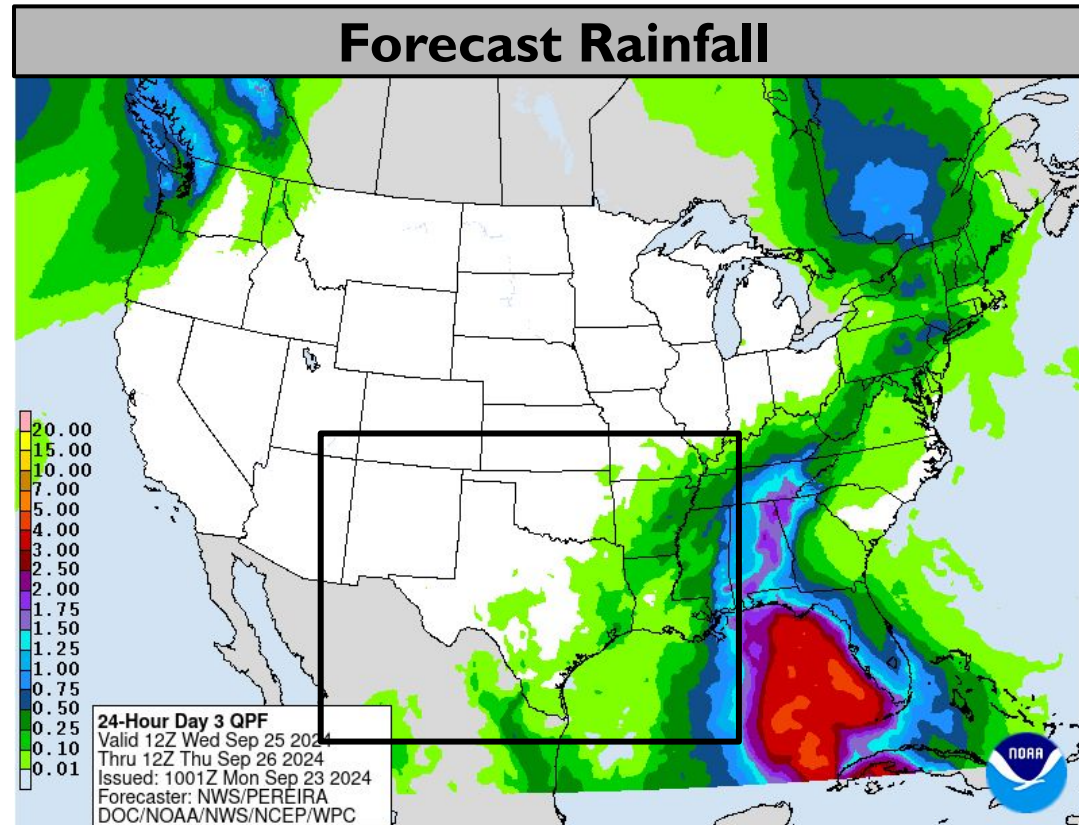 Forecast Rainfall
20.00
15.00
10.00
7.00
5.00
4.00
3.00
2.50
2.00
1.75
1.50
1.25
1.00
0.75
0.50
0.25
0.10
0.01
24-Hour Day 3 QPF
Valid 12Z Wed Sep 25 2024
Thru 12Z Thu Sep 26 2024
Issued: 1001Z Mon Sep 23 2024
Forecaster: NWS/PEREIRA
DOC/NOAA/NWS/NCEP/WPC
NOAA